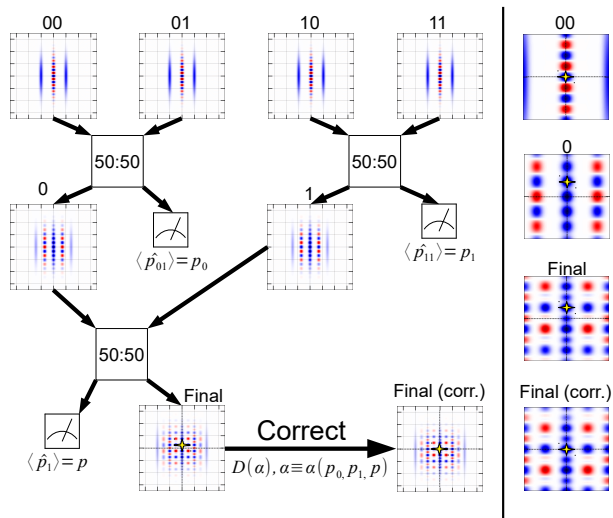 00 01 10 11 00
50:50 50:50
0
0 1
⟨p̂₀₁⟩=p₀ ⟨p̂₁₁⟩=p₁
Final
50:50
Final Final (corr.) Final (corr.)
Correct
⟨p̂₁⟩=p D(α), α≡α(p₀, p₁, p)